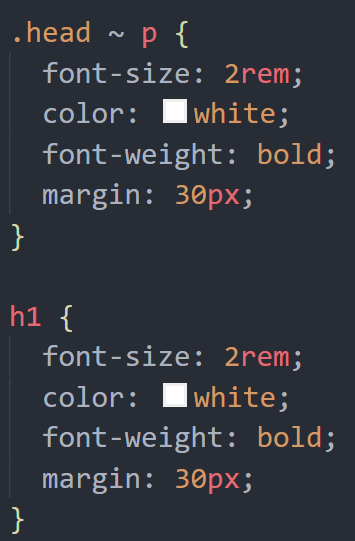 .head ~ p {
  font-size: 2rem;
  color: white;
  font-weight: bold;
  margin: 30px;
}

h1 {
  font-size: 2rem;
  color: white;
  font-weight: bold;
  margin: 30px;
}